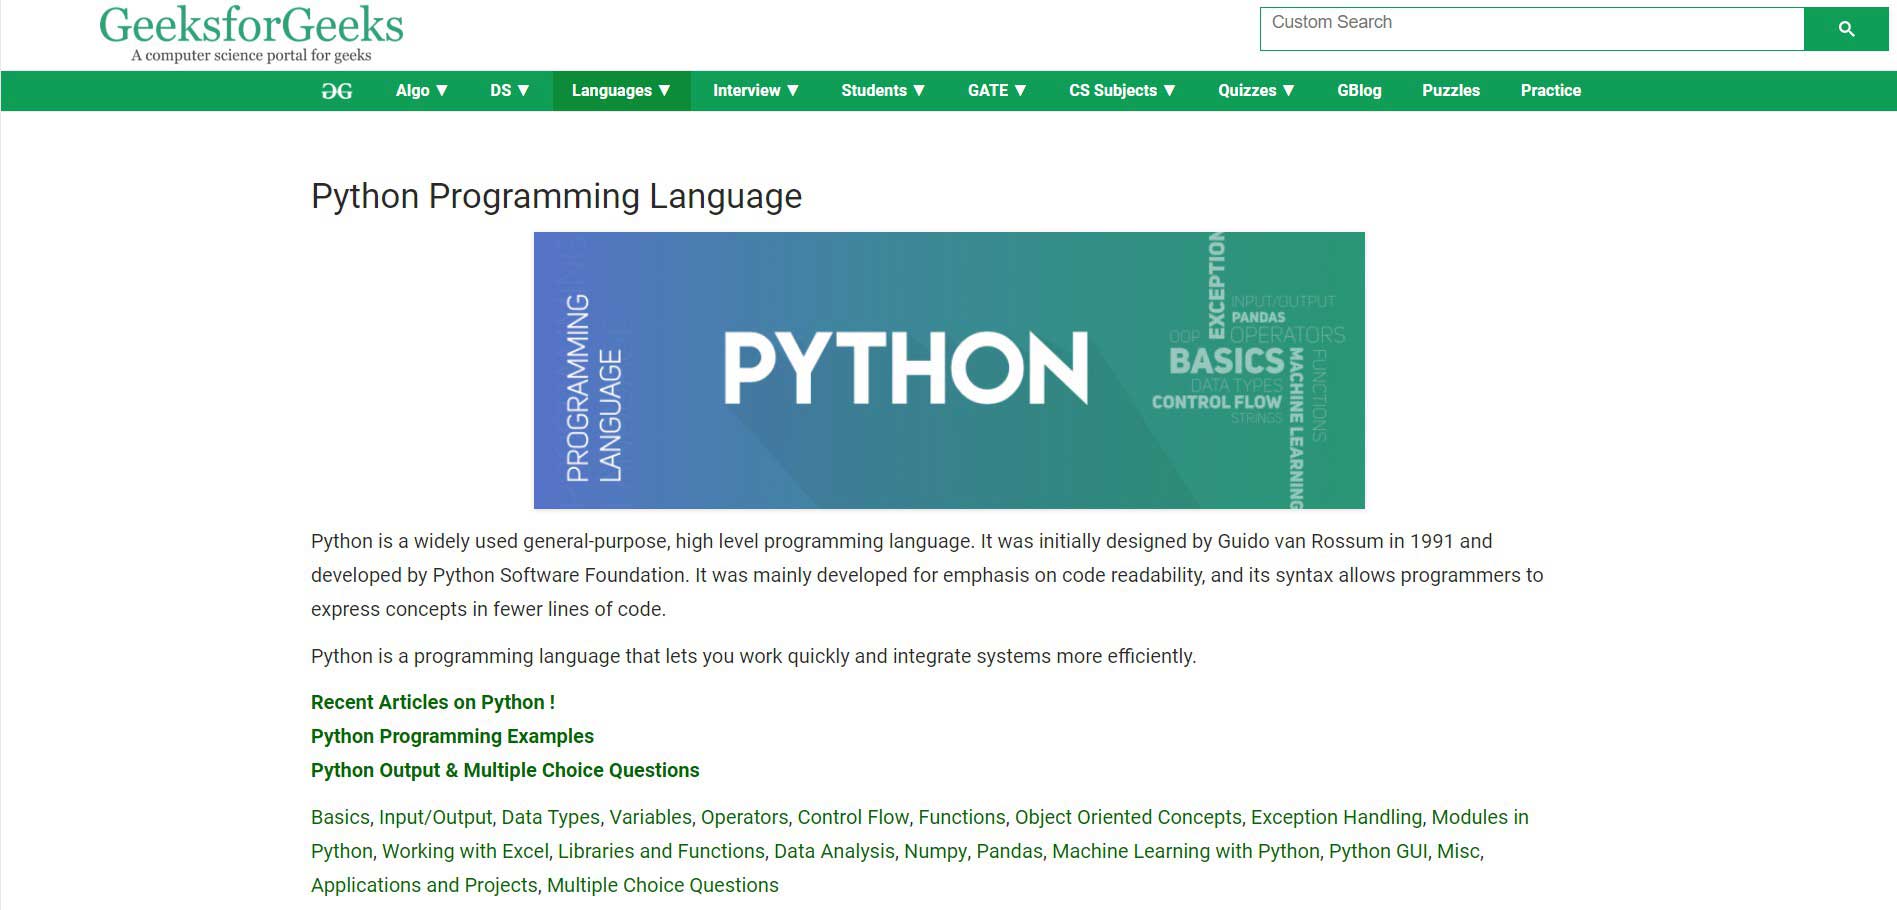 GeeksforGeeks
A computer science portal for geeks
Custom Search
Algo ▼ DS ▼ Languages ▼ Interview ▼ Students ▼ GATE ▼ CS Subjects ▼ Quizzes ▼ GBlog Puzzles Practice
Python Programming Language
PROGRAMMING
LANGUAGE
PYTHON
EXCEPTION
INPUT/OUTPUT
PANDAS
OOP
OPERATORS
BASICS
DATA TYPES
CONTROL FLOW
STRINGS
MACHINE LEARNING
FUNCTIONS
Python is a widely used general-purpose, high level programming language. It was initially designed by Guido van Rossum in 1991 and
developed by Python Software Foundation. It was mainly developed for emphasis on code readability, and its syntax allows programmers to
express concepts in fewer lines of code.
Python is a programming language that lets you work quickly and integrate systems more efficiently.
Recent Articles on Python !
Python Programming Examples
Python Output & Multiple Choice Questions
Basics, Input/Output, Data Types, Variables, Operators, Control Flow, Functions, Object Oriented Concepts, Exception Handling, Modules in
Python, Working with Excel, Libraries and Functions, Data Analysis, Numpy, Pandas, Machine Learning with Python, Python GUI, Misc,
Applications and Projects, Multiple Choice Questions